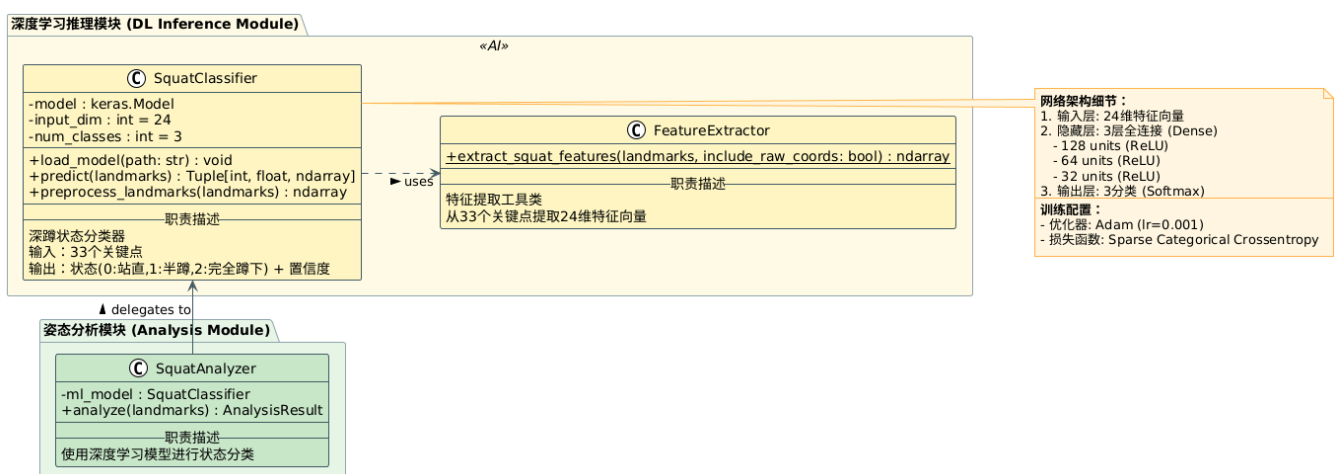 深度学习推理模块 (DL Inference Module)
«AI»
C SquatClassifier
-model : keras.Model
-input_dim : int = 24
-num_classes : int = 3
+load_model(path: str) : void
+predict(landmarks) : Tuple[int, float, ndarray]
+preprocess_landmarks(landmarks) : ndarray
职责描述
深蹲状态分类器
输入：33个关键点
输出：状态(0:站直,1:半蹲,2:完全蹲下) + 置信度
uses
C FeatureExtractor
+extract_squat_features(landmarks, include_raw_coords: bool) : ndarray
职责描述
特征提取工具类
从33个关键点提取24维特征向量
网络架构细节：
1. 输入层: 24维特征向量
2. 隐藏层: 3层全连接 (Dense)
- 128 units (ReLU)
- 64 units (ReLU)
- 32 units (ReLU)
3. 输出层: 3分类 (Softmax)
训练配置：
- 优化器: Adam (lr=0.001)
- 损失函数: Sparse Categorical Crossentropy
delegates to
姿态分析模块 (Analysis Module)
C SquatAnalyzer
-ml_model : SquatClassifier
+analyze(landmarks) : AnalysisResult
职责描述
使用深度学习模型进行状态分类